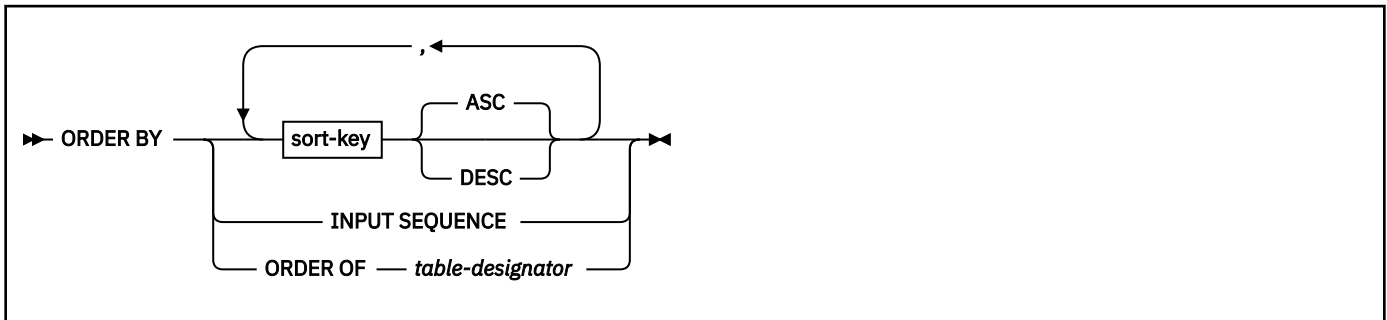 ,
ASC
ORDER BY sort-key
DESC
INPUT SEQUENCE
ORDER OF table-designator